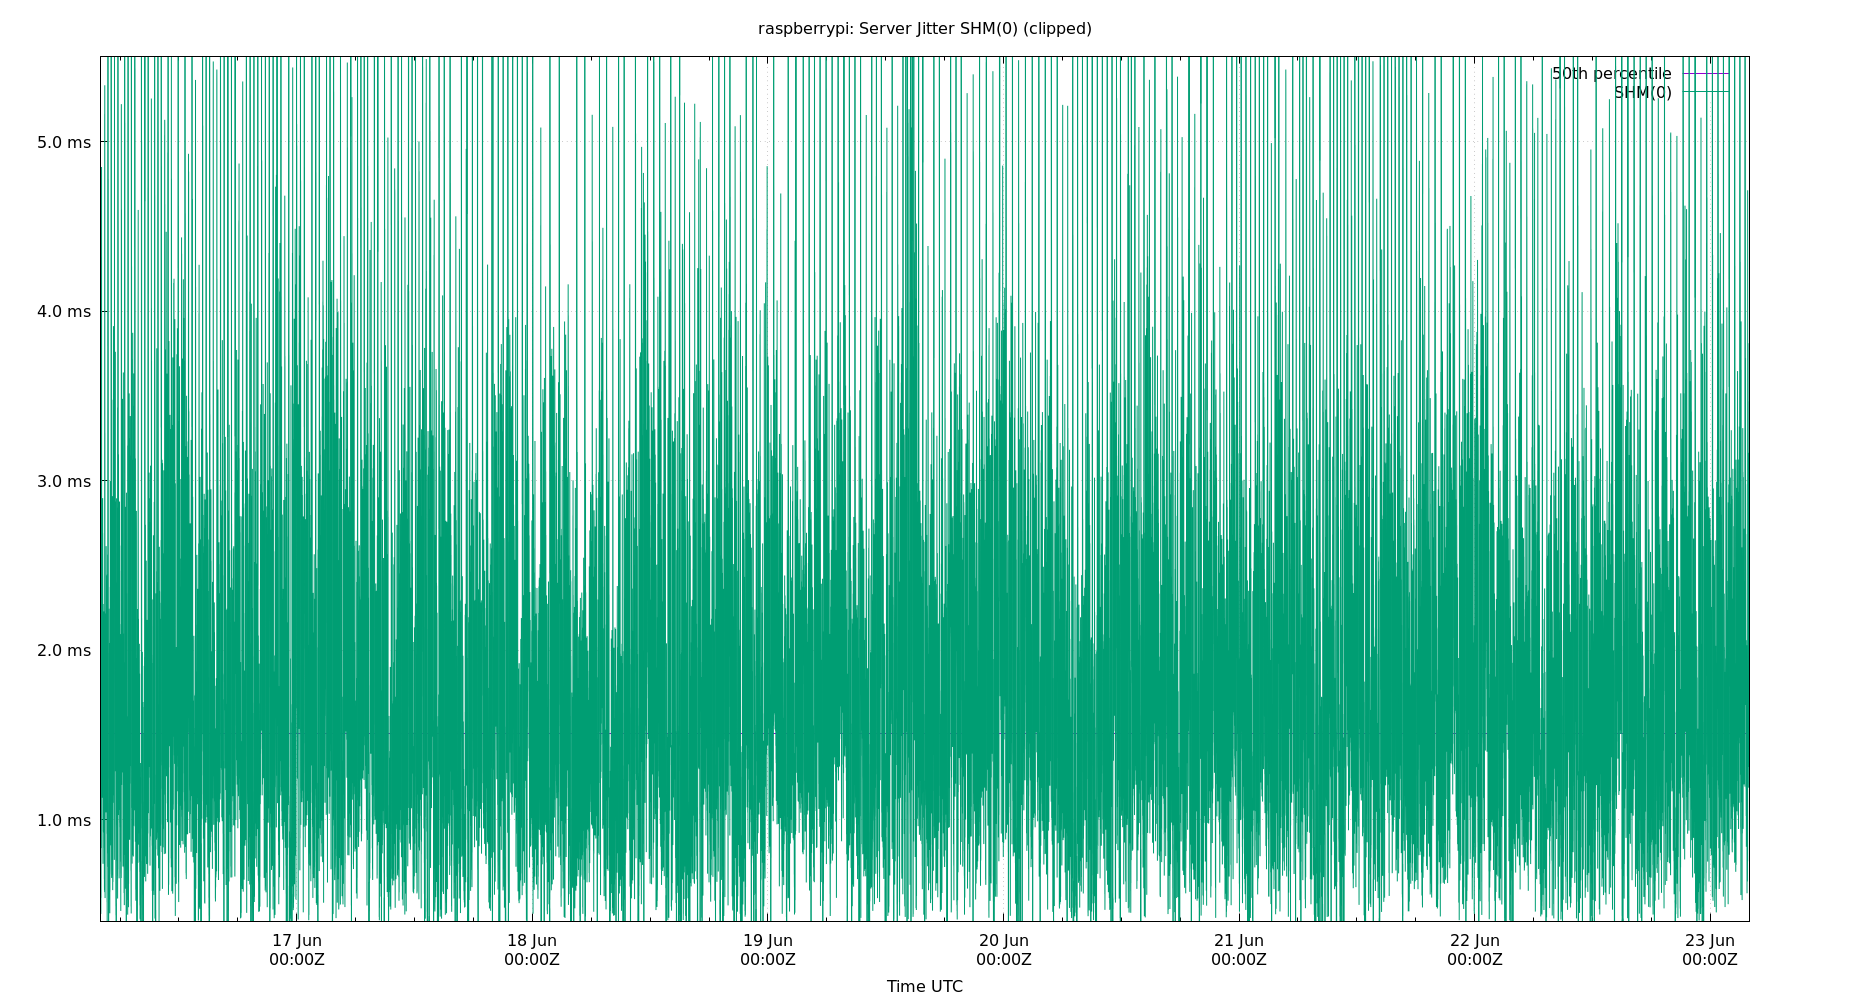 raspberrypi: Server Jitter SHM(0) (clipped)
50th percentile
SHM(0)
5.0 ms
4.0 ms
3.0 ms
2.0 ms
1.0 ms
17 Jun 18 Jun 19 Jun 20 Jun 21 Jun 22 Jun 23 Jun
00:00Z 00:00Z 00:00Z 00:00Z 00:00Z 00:00Z 00:00Z
Time UTC